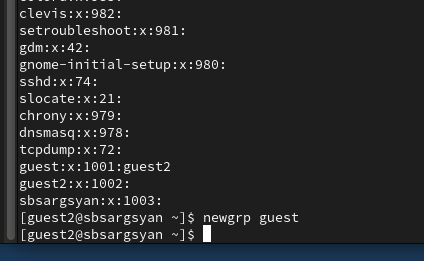 clevis:x:982:
setroubleshoot:x:981:
gdm:x:42:
gnome-initial-setup:x:980:
sshd:x:74:
slocate:x:21:
chrony:x:979:
dnsmasq:x:978:
tcpdump:x:72:
guest:x:1001:guest2
guest2:x:1002:
sbsargsyan:x:1003:
[guest2@sbsargsyan ~]$ newgrp guest
[guest2@sbsargsyan ~]$